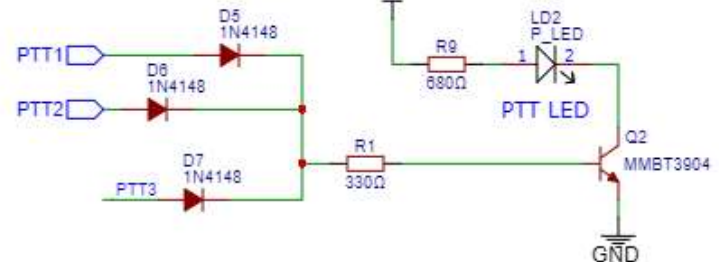 D5
1N4148
PTT1
D6
1N4148
PTT2
D7
1N4148
PTT3
R1
330Ω
R9
680Ω
LD2
P_LED
1
2
PTT LED
Q2
MMBT3904
GND